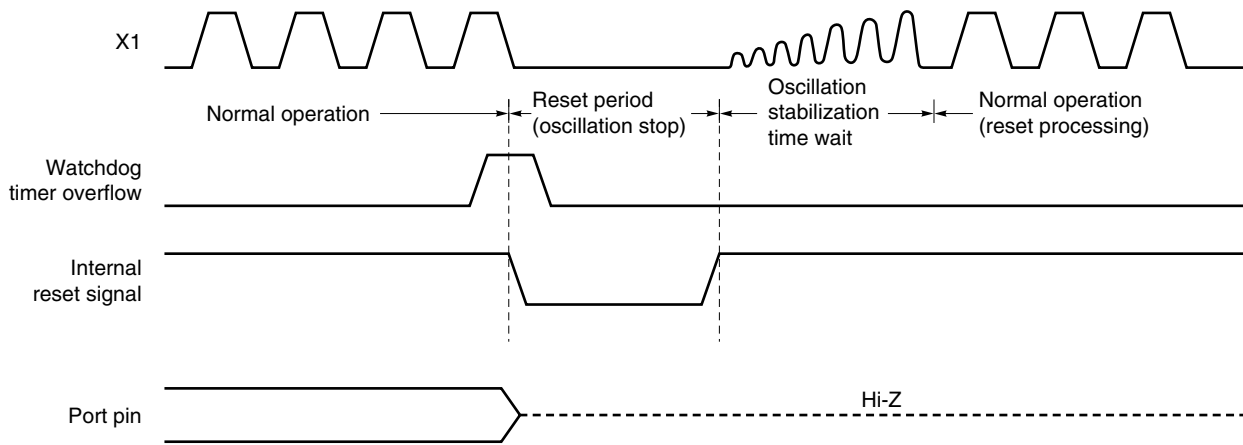 X1
Normal operation
Reset period
(oscillation stop)
Oscillation
stabilization
time wait
Normal operation
(reset processing)
Watchdog
timer overflow
Internal
reset signal
Port pin
Hi-Z